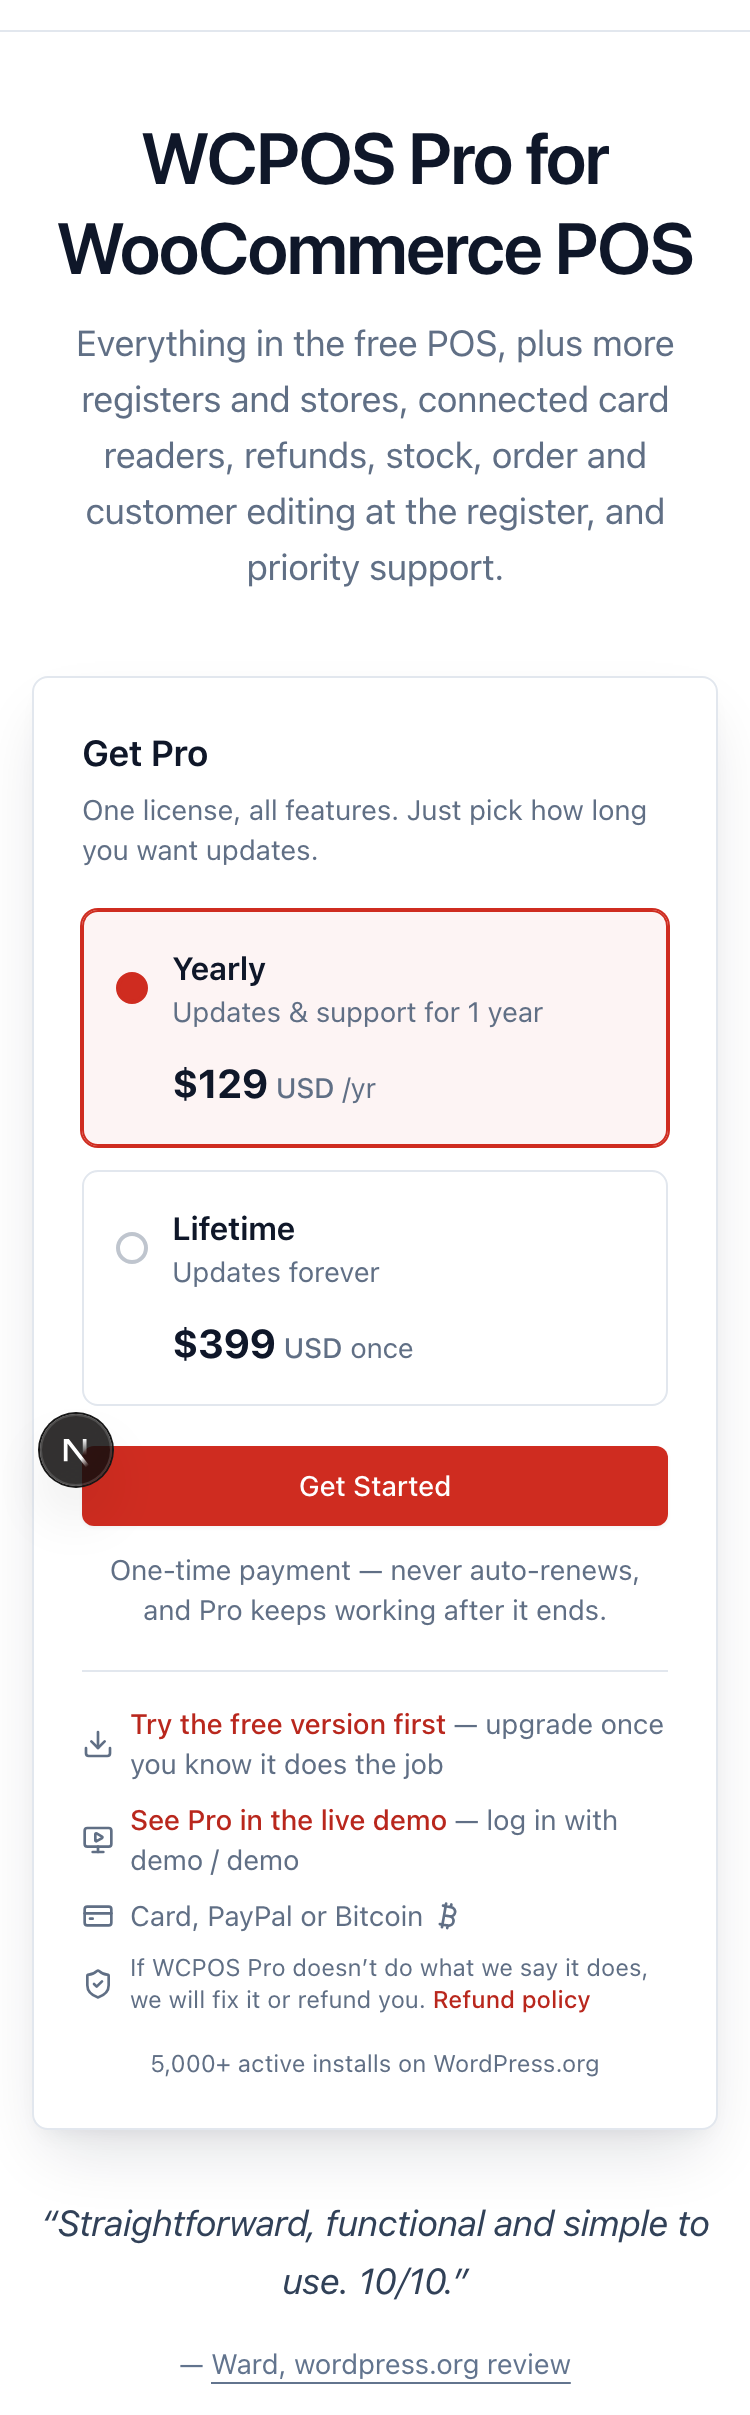 WCPOS Pro for
WooCommerce POS
Everything in the free POS, plus more
registers and stores, connected card
readers, refunds, stock, order and
customer editing at the register, and
priority support.
Get Pro
One license, all features. Just pick how long
you want updates.
Yearly
Updates & support for 1 year
$129 USD /yr
Lifetime
Updates forever
$399 USD once
N
Get Started
One-time payment — never auto-renews,
and Pro keeps working after it ends.
Try the free version first — upgrade once
you know it does the job
See Pro in the live demo — log in with
demo / demo
Card, PayPal or Bitcoin ₿
If WCPOS Pro doesn’t do what we say it does,
we will fix it or refund you. Refund policy
5,000+ active installs on WordPress.org
“Straightforward, functional and simple to
use. 10/10.”
— Ward, wordpress.org review